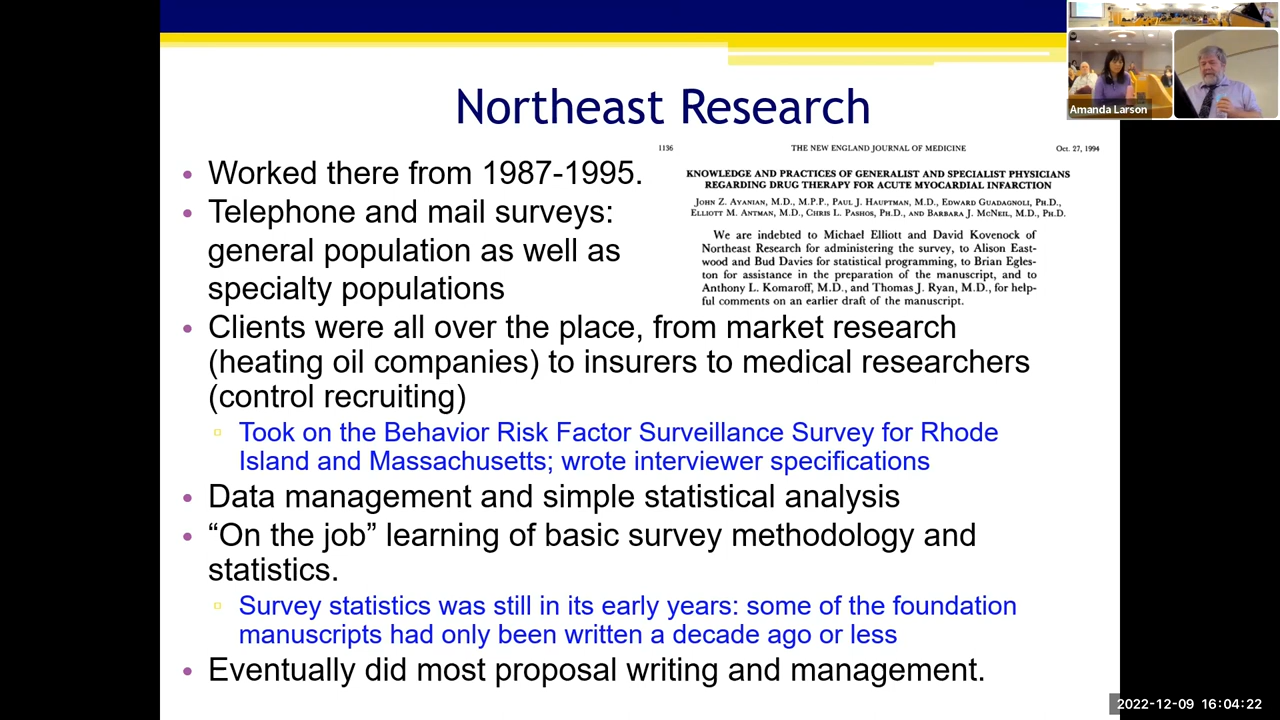 Northeast Research
• Worked there from 1987-1995.
• Telephone and mail surveys:
general population as well as
specialty populations
1136 THE NEW ENGLAND JOURNAL OF MEDICINE Oct. 27, 1994
KNOWLEDGE AND PRACTICES OF GENERALIST AND SPECIALIST PHYSICIANS
REGARDING DRUG THERAPY FOR ACUTE MYOCARDIAL INFARCTION
JOHN Z. AYANIAN, M.D., M.P.P., PAUL J. HAUPTMAN, M.D., EDWARD GUADAGNOLI, PH.D.,
ELLIOTT M. ANTMAN, M.D., CHRIS L. PASHOS, PH.D., AND BARBARA J. MCNEIL, M.D., PH.D.
We are indebted to Michael Elliott and David Kovenock of
Northeast Research for administering the survey, to Alison East-
wood and Bud Davies for statistical programming, to Brian Egles-
ton for assistance in the preparation of the manuscript, and to
Anthony L. Komaroff, M.D., and Thomas J. Ryan, M.D., for help-
ful comments on an earlier draft of the manuscript.
• Clients were all over the place, from market research
(heating oil companies) to insurers to medical researchers
(control recruiting)
▫ Took on the Behavior Risk Factor Surveillance Survey for Rhode
Island and Massachusetts; wrote interviewer specifications
• Data management and simple statistical analysis
• “On the job” learning of basic survey methodology and
statistics.
▫ Survey statistics was still in its early years: some of the foundation
manuscripts had only been written a decade ago or less
• Eventually did most proposal writing and management.
Amanda Larson
2022-12-09 16:04:22